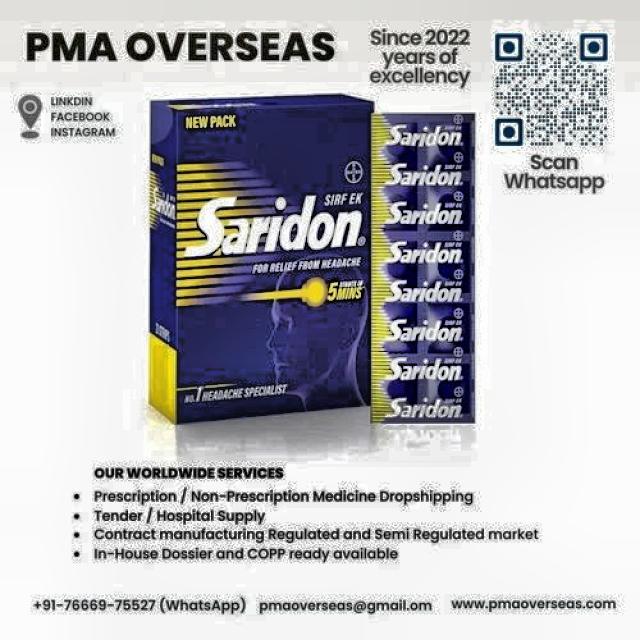 PMA OVERSEAS
Since 2022
years of
excellency
LINKDIN
FACEBOOK
INSTAGRAM
Scan
Whatsapp
NEW PACK
SIRF EK
Saridon®
FOR RELIEF FROM HEADACHE
5 MINS
NO.1 HEADACHE SPECIALIST
Saridon
Saridon
Saridon
Saridon
Saridon
Saridon
Saridon
Saridon
Saridon
OUR WORLDWIDE SERVICES
• Prescription / Non-Prescription Medicine Dropshipping
• Tender / Hospital Supply
• Contract manufacturing Regulated and Semi Regulated market
• In-House Dossier and COPP ready available
+91-76669-75527 (WhatsApp) pmaoverseas@gmail.om www.pmaoverseas.com